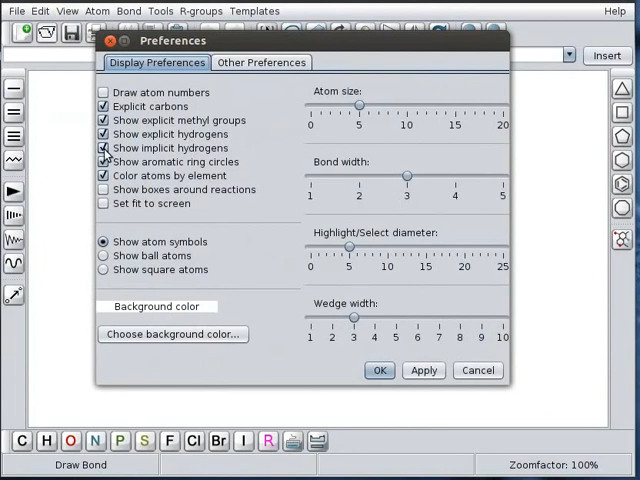 File Edit View Atom Bond Tools R-groups Templates Help
Preferences
Insert
Display Preferences Other Preferences
Draw atom numbers
Explicit carbons
Show explicit methyl groups
Show explicit hydrogens
Show implicit hydrogens
Show aromatic ring circles
Color atoms by element
Show boxes around reactions
Set fit to screen
Show atom symbols
Show ball atoms
Show square atoms
Background color
Choose background color...
Atom size:
0 5 10 15 20
Bond width:
1 2 3 4 5
Highlight/Select diameter:
0 5 10 15 20 25
Wedge width:
1 2 3 4 5 6 7 8 9 10
OK Apply Cancel
C H O N P S F Cl Br I R
Draw Bond Zoomfactor: 100%